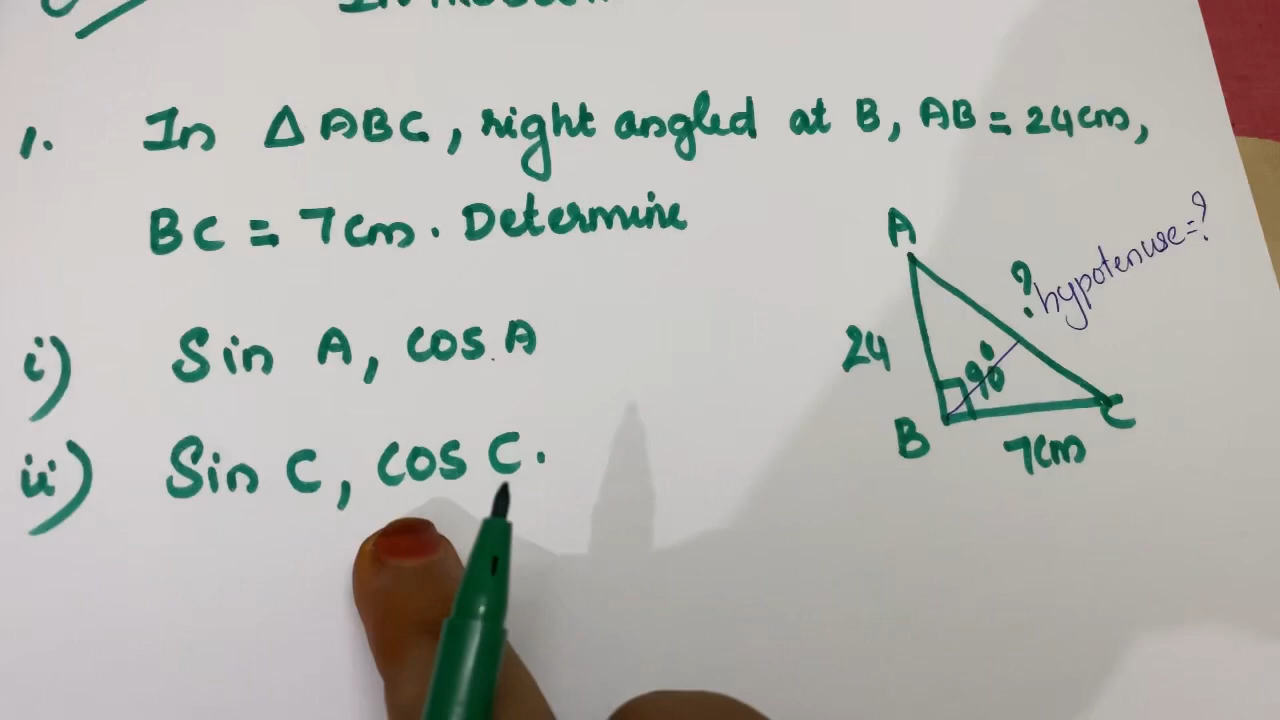 1. In △ ABC, right angled at B, AB = 24cm,
BC = 7cm. Determine
i) Sin A, cos A
ii) Sin C, cos C.
A
?
hypotenuse=?
24
90°
B
C
7cm